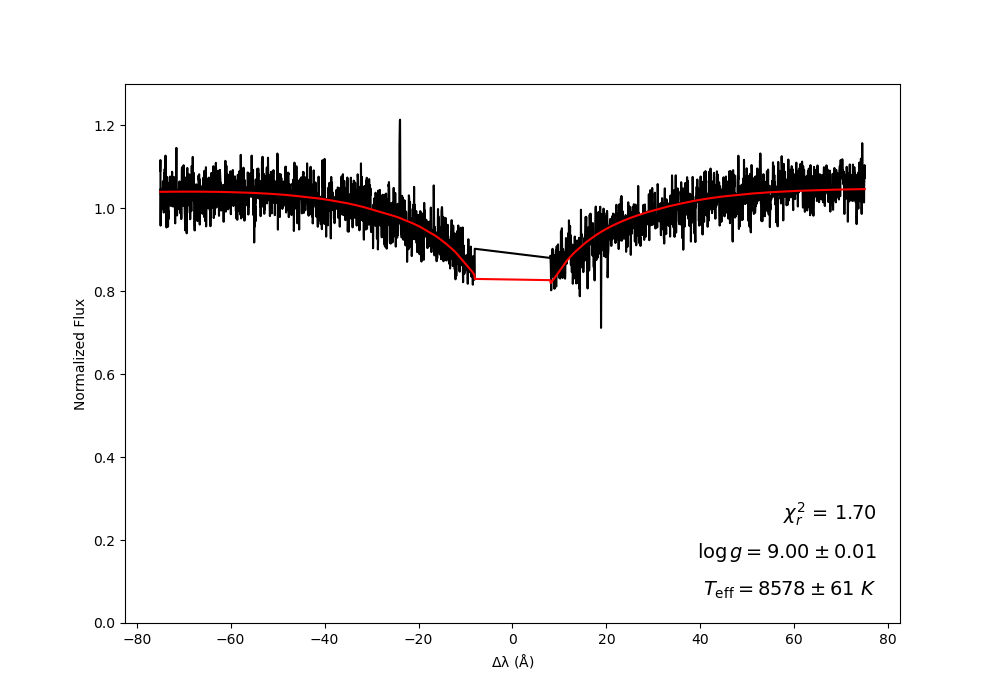 1.2
1.0
0.8
0.6
0.4
0.2
0.0
Normalized Flux
χ²ᵣ = 1.70
log g = 9.00 ± 0.01
T_eff = 8578 ± 61 K
−80 −60 −40 −20 0 20 40 60 80
Δλ (Å)